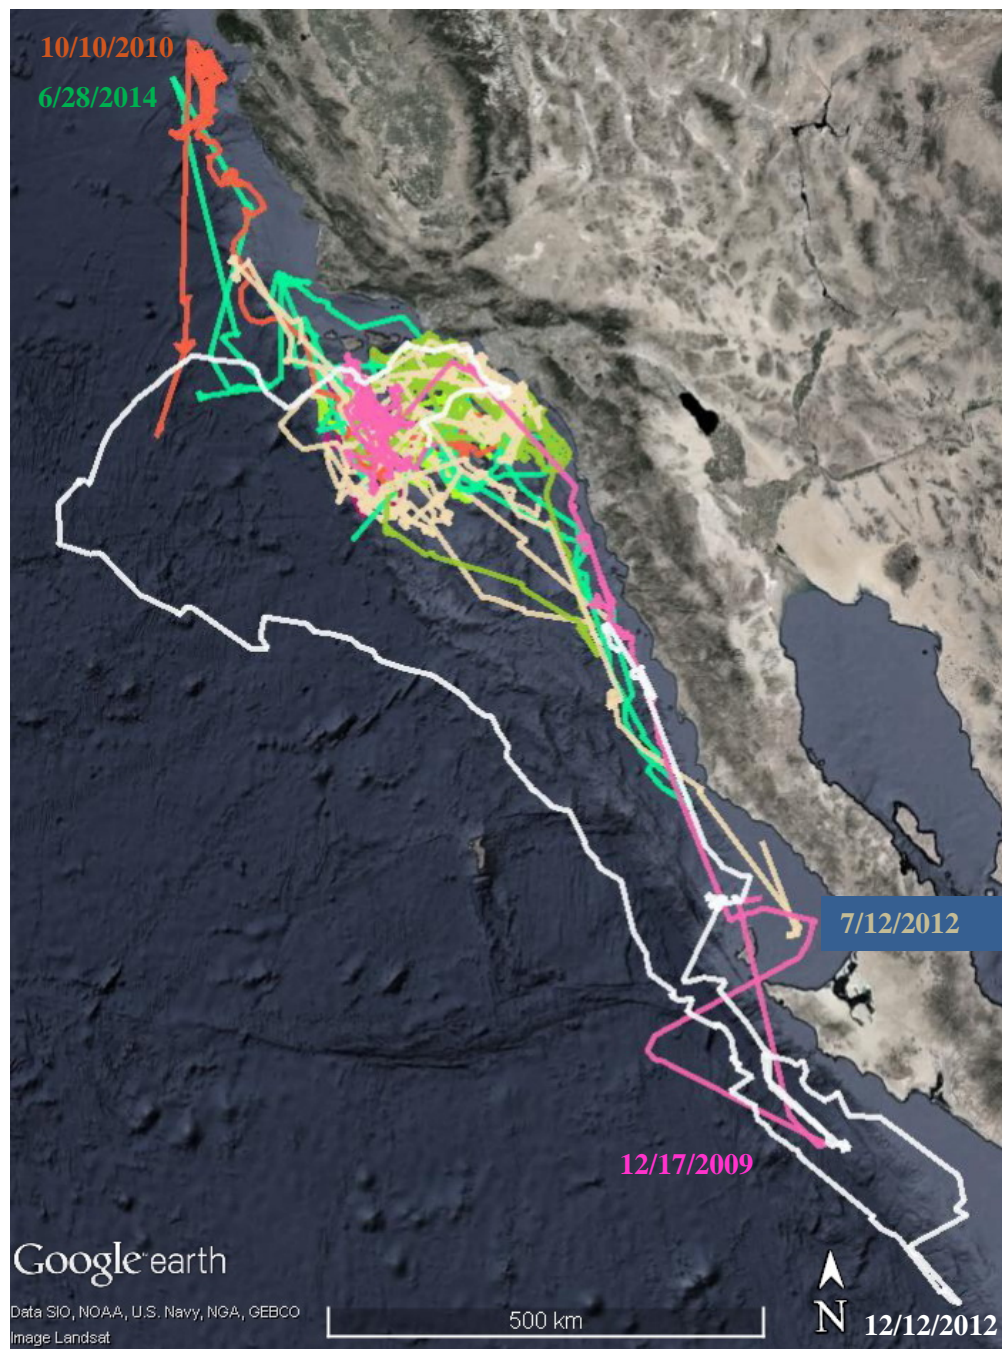 10/10/2010
6/28/2014
7/12/2012
12/17/2009
Google earth
Data SIO, NOAA, U.S. Navy, NGA, GEBCO
Image Landsat
500 km
N
12/12/2012